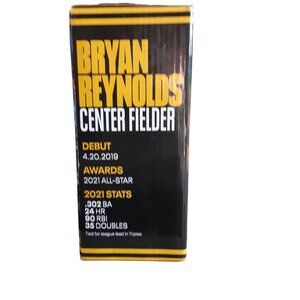 BRYAN
REYNOLDS
CENTER FIELDER
DEBUT
4.20.2019
AWARDS
2021 ALL-STAR
2021 STATS
.302 BA
24 HR
90 RBI
35 DOUBLES
Tied for league lead in Triples